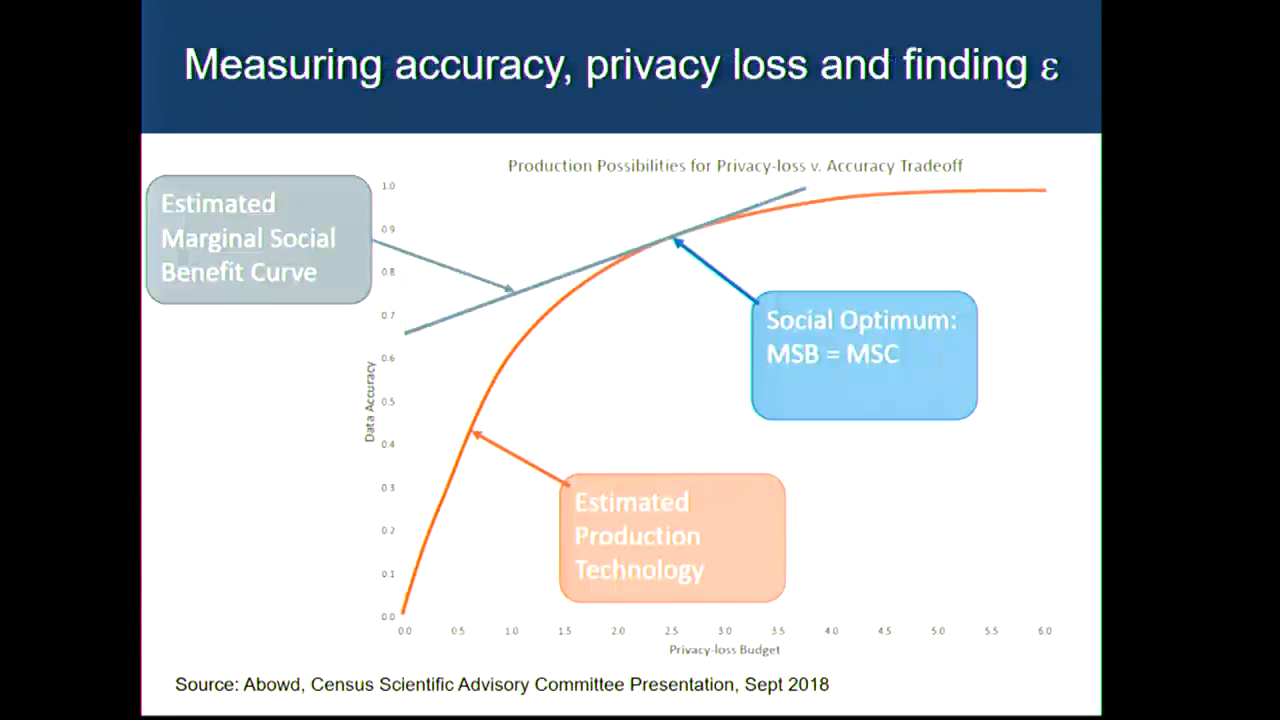 Measuring accuracy, privacy loss and finding ε
Production Possibilities for Privacy-loss v. Accuracy Tradeoff
Estimated
Marginal Social
Benefit Curve
Social Optimum:
MSB = MSC
Estimated
Production
Technology
Data Accuracy
1.0
0.9
0.8
0.7
0.6
0.5
0.4
0.3
0.2
0.1
0.0
0.0 0.5 1.0 1.5 2.0 2.5 3.0 3.5 4.0 4.5 5.0 5.5 6.0
Privacy-loss Budget
Source: Abowd, Census Scientific Advisory Committee Presentation, Sept 2018